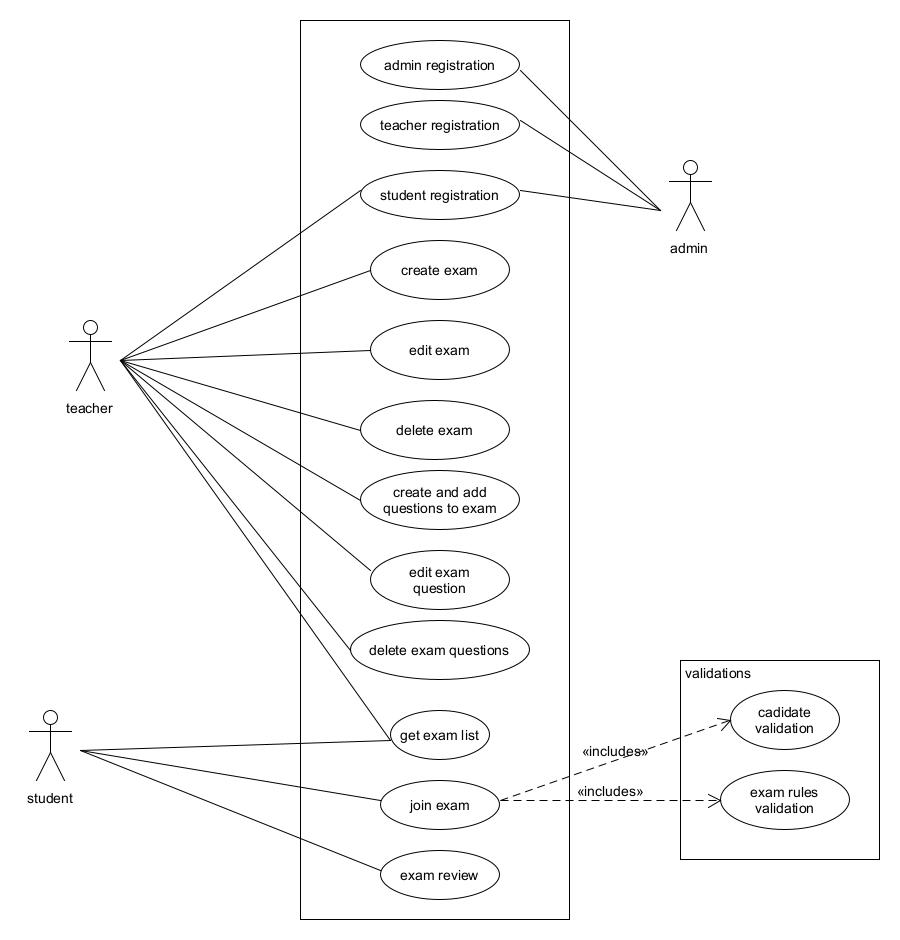 admin registration
teacher registration
student registration
admin
create exam
edit exam
teacher
delete exam
create and add
questions to exam
edit exam
question
delete exam questions
validations
cadidate
validation
get exam list
«includes»
student
join exam
«includes»
exam rules
validation
exam review